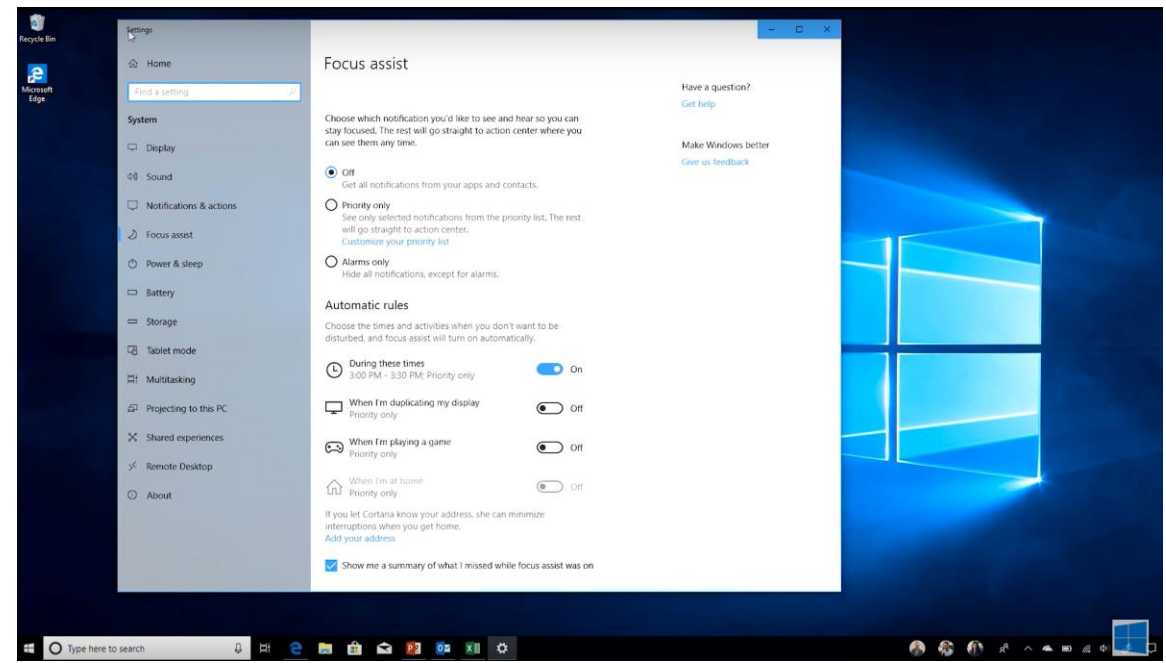 Recycle Bin
Microsoft
Edge
Settings
Home
Find a setting
System
Display
Sound
Notifications & actions
Focus assist
Power & sleep
Battery
Storage
Tablet mode
Multitasking
Projecting to this PC
Shared experiences
Remote Desktop
About
Focus assist
Choose which notification you'd like to see and hear so you can
stay focused. The rest will go straight to action center where you
can see them any time.
Off
Get all notifications from your apps and contacts.
Priority only
See only selected notifications from the priority list. The rest
will go straight to action center.
Customize your priority list
Alarms only
Hide all notifications, except for alarms.
Automatic rules
Choose the times and activities when you don't want to be
disturbed, and focus assist will turn on automatically.
During these times
3:00 PM - 3:30 PM; Priority only
On
When I'm duplicating my display
Priority only
Off
When I'm playing a game
Priority only
Off
When I'm at home
Priority only
Off
If you let Cortana know your address, she can minimize
interruptions when you get home.
Add your address
Show me a summary of what I missed while focus assist was on
Have a question?
Get help
Make Windows better
Give us feedback
Type here to search